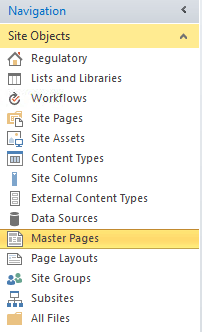 Navigation
Site Objects
Regulatory
Lists and Libraries
Workflows
Site Pages
Site Assets
Content Types
Site Columns
External Content Types
Data Sources
Master Pages
Page Layouts
Site Groups
Subsites
All Files